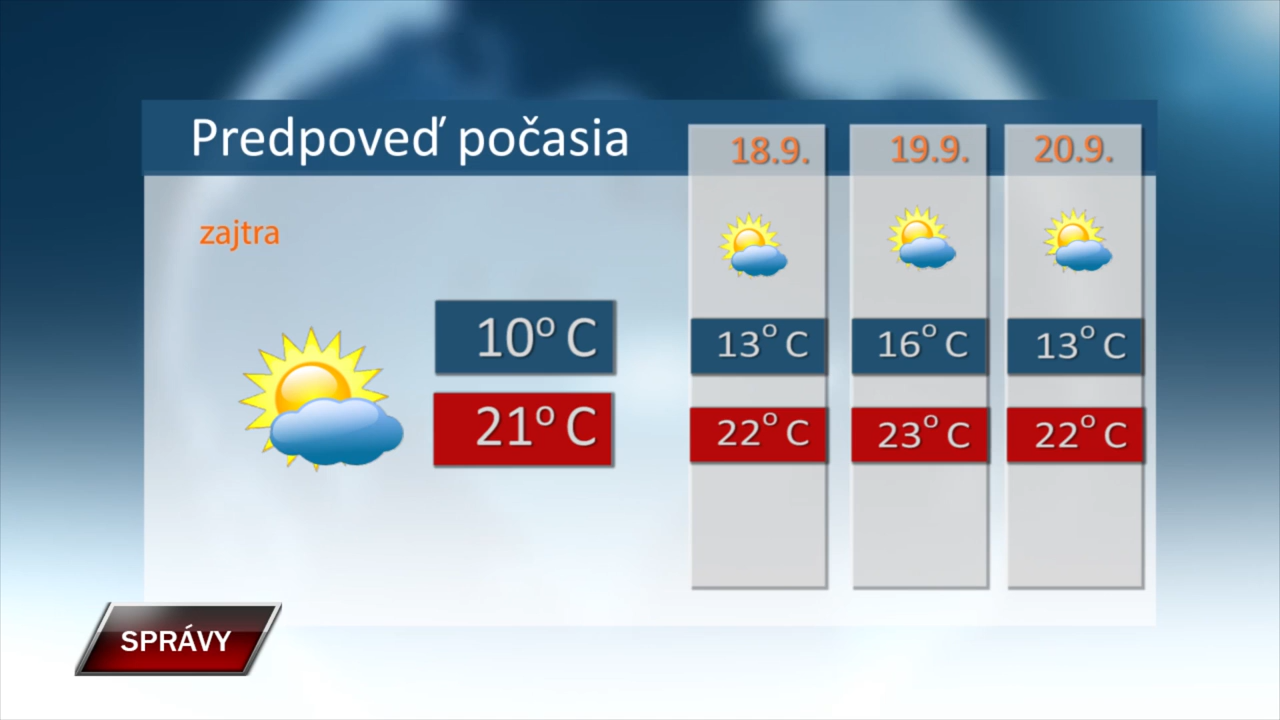 Predpoveď počasia
zajtra
10° C
21° C
18.9.
13° C
22° C
19.9.
16° C
23° C
20.9.
13° C
22° C
SPRÁVY